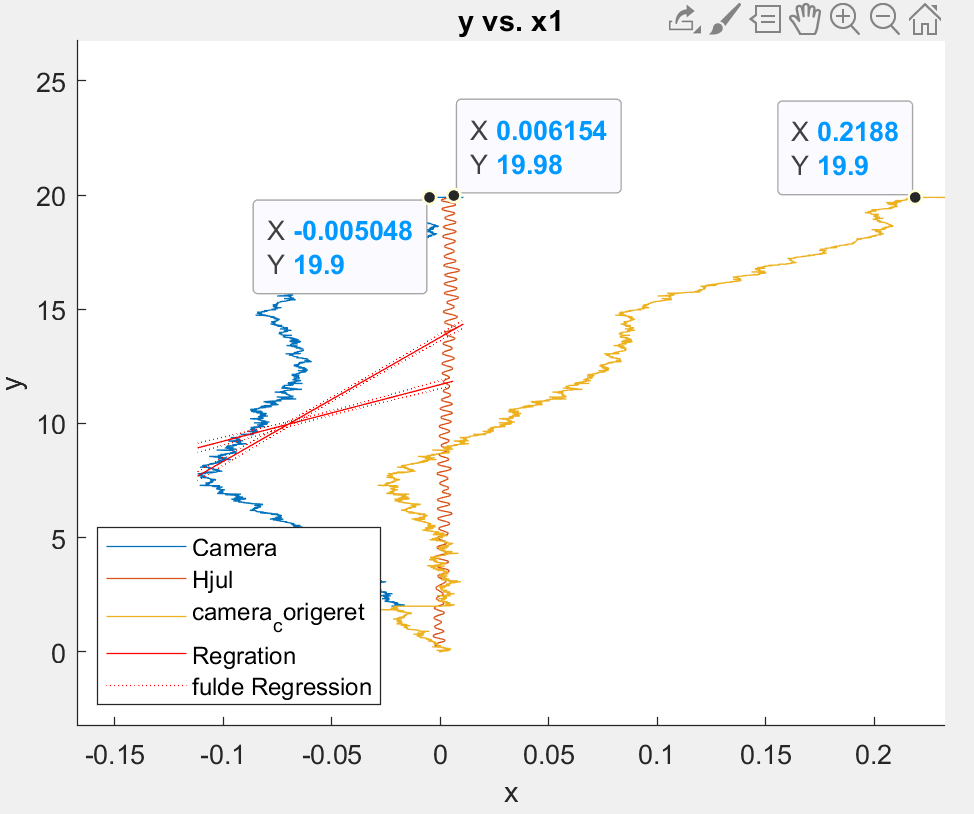 y vs. x1
X 0.006154
Y 19.98
X 0.2188
Y 19.9
X -0.005048
Y 19.9
25
20
15
10
5
0
y
Camera
Hjul
camera_corigeret
Regration
fulde Regression
-0.15 -0.1 -0.05 0 0.05 0.1 0.15 0.2
x